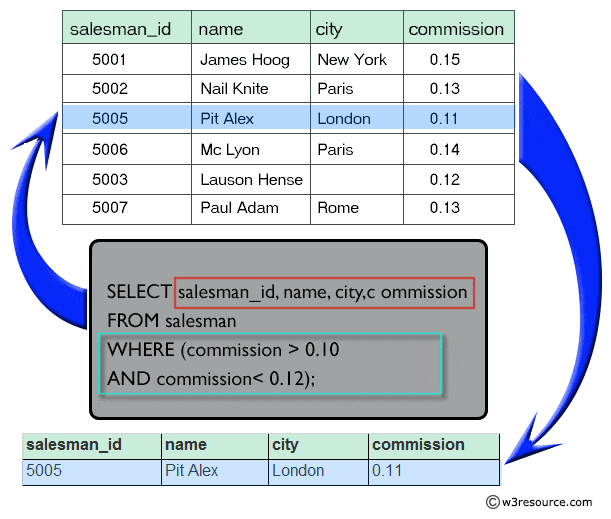 salesman_id name city commission
5001 James Hoog New York 0.15
5002 Nail Knite Paris 0.13
5005 Pit Alex London 0.11
5006 Mc Lyon Paris 0.14
5003 Lauson Hense 0.12
5007 Paul Adam Rome 0.13
SELECT salesman_id, name, city,c ommission
FROM salesman
WHERE (commission > 0.10
AND commission< 0.12);
salesman_id name city commission
5005 Pit Alex London 0.11
© w3resource.com